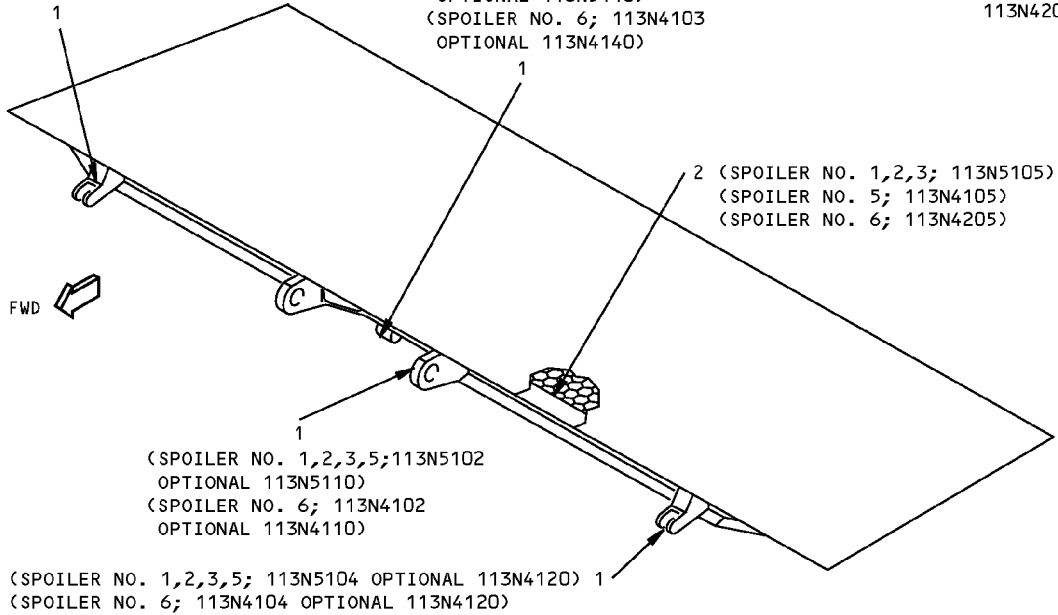 1
(SPOILER NO. 6; 113N4103
OPTIONAL 113N4140)
1
2 (SPOILER NO. 1,2,3; 113N5105)
(SPOILER NO. 5; 113N4105)
(SPOILER NO. 6; 113N4205)
FWD
1
(SPOILER NO. 1,2,3,5;113N5102
OPTIONAL 113N5110)
(SPOILER NO. 6; 113N4102
OPTIONAL 113N4110)
(SPOILER NO. 1,2,3,5; 113N5104 OPTIONAL 113N4120) 1
(SPOILER NO. 6; 113N4104 OPTIONAL 113N4120)